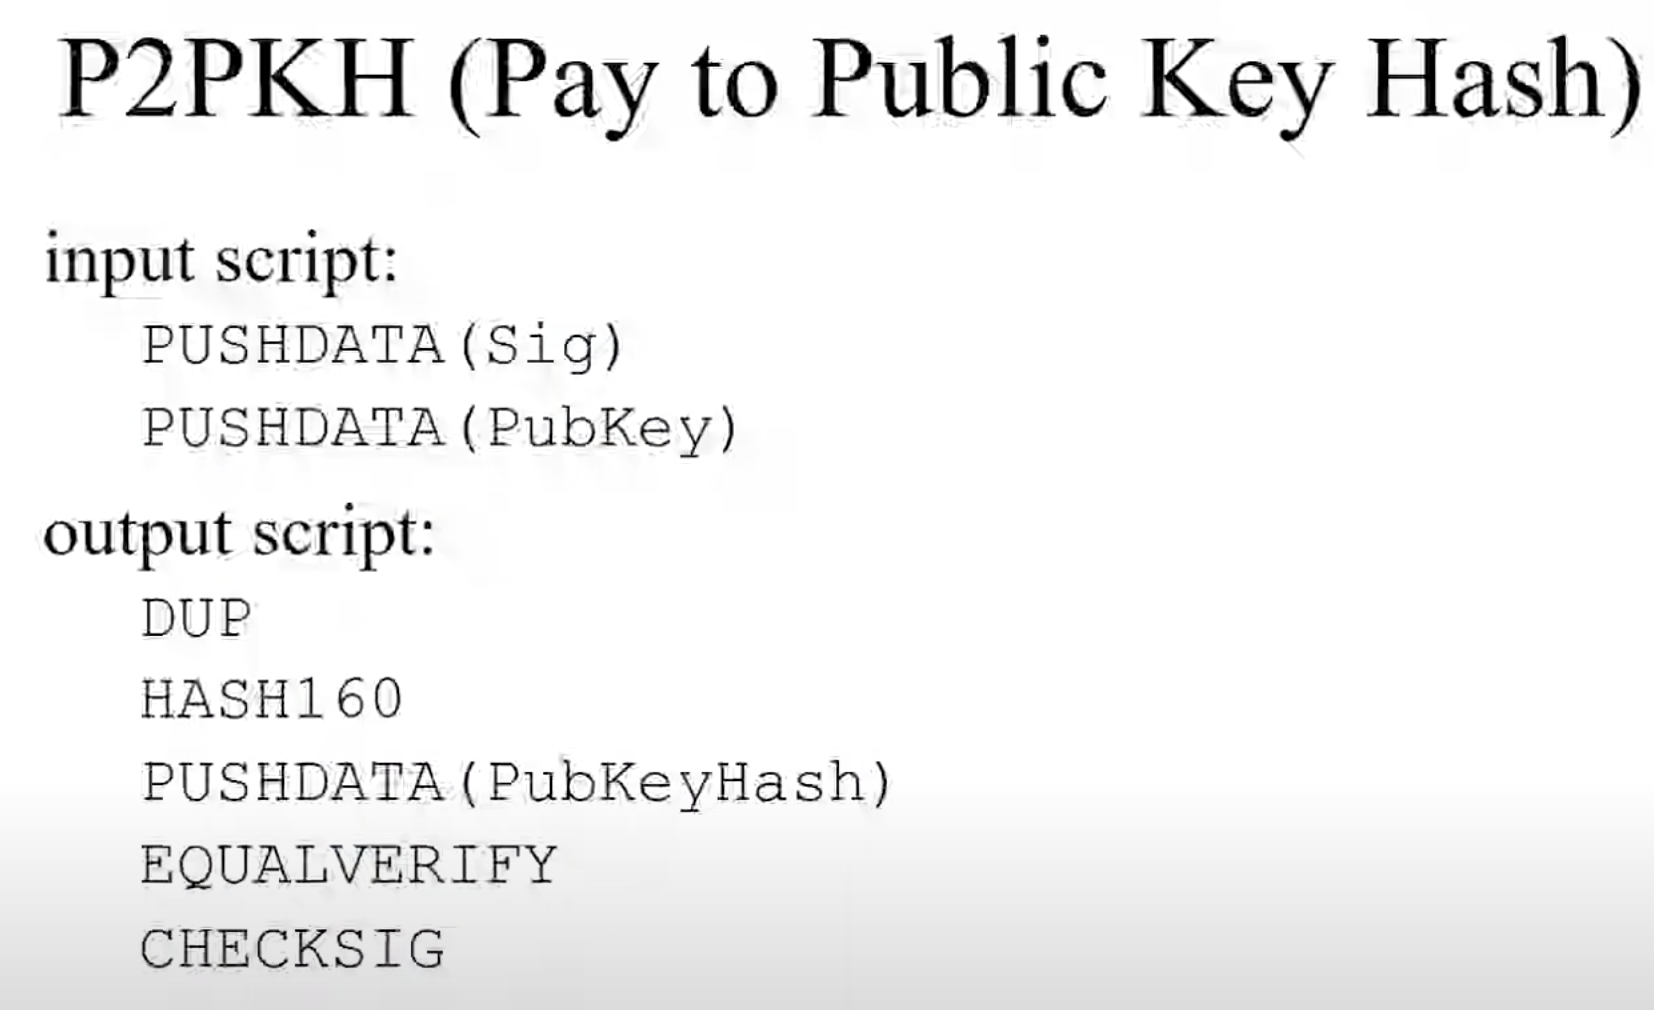 P2PKH (Pay to Public Key Hash)
input script:
PUSHDATA(Sig)
PUSHDATA(PubKey)
output script:
DUP
HASH160
PUSHDATA(PubKeyHash)
EQUALVERIFY
CHECKSIG